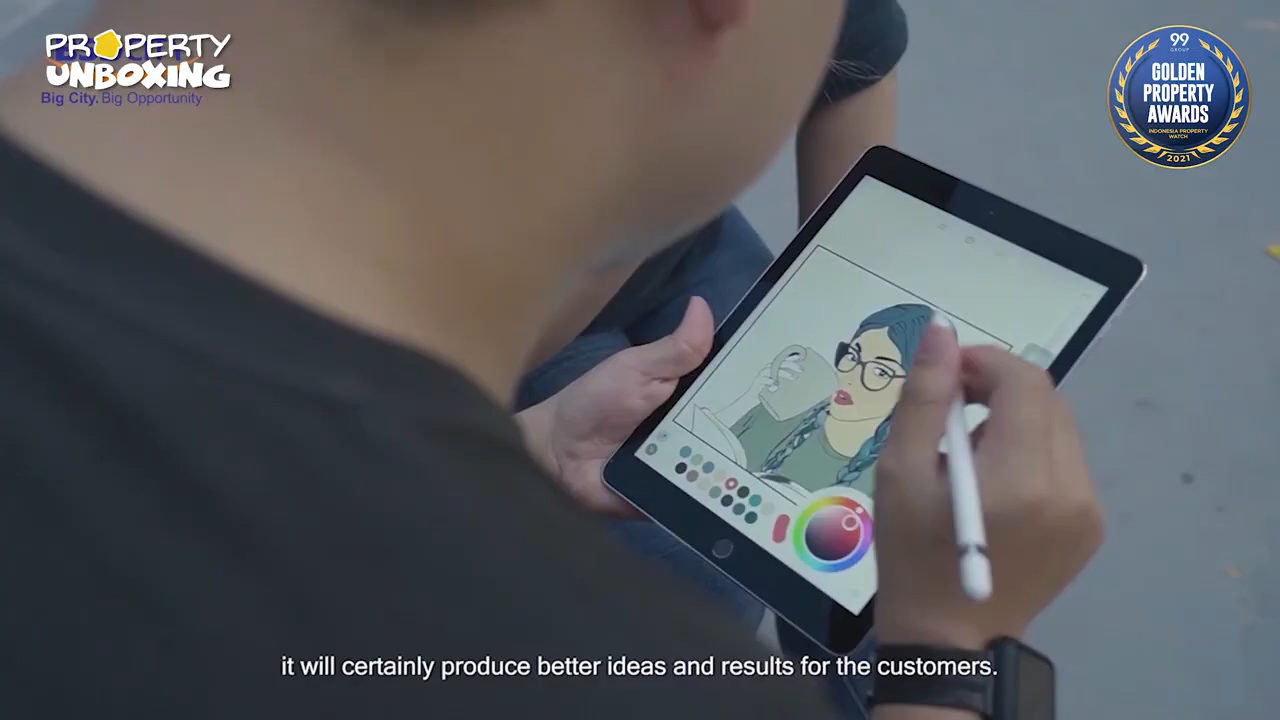 PROPERTY
UNBOXING
Big City. Big Opportunity
99
GROUP
GOLDEN
PROPERTY
AWARDS
INDONESIA PROPERTY
WATCH
2021
it will certainly produce better ideas and results for the customers.